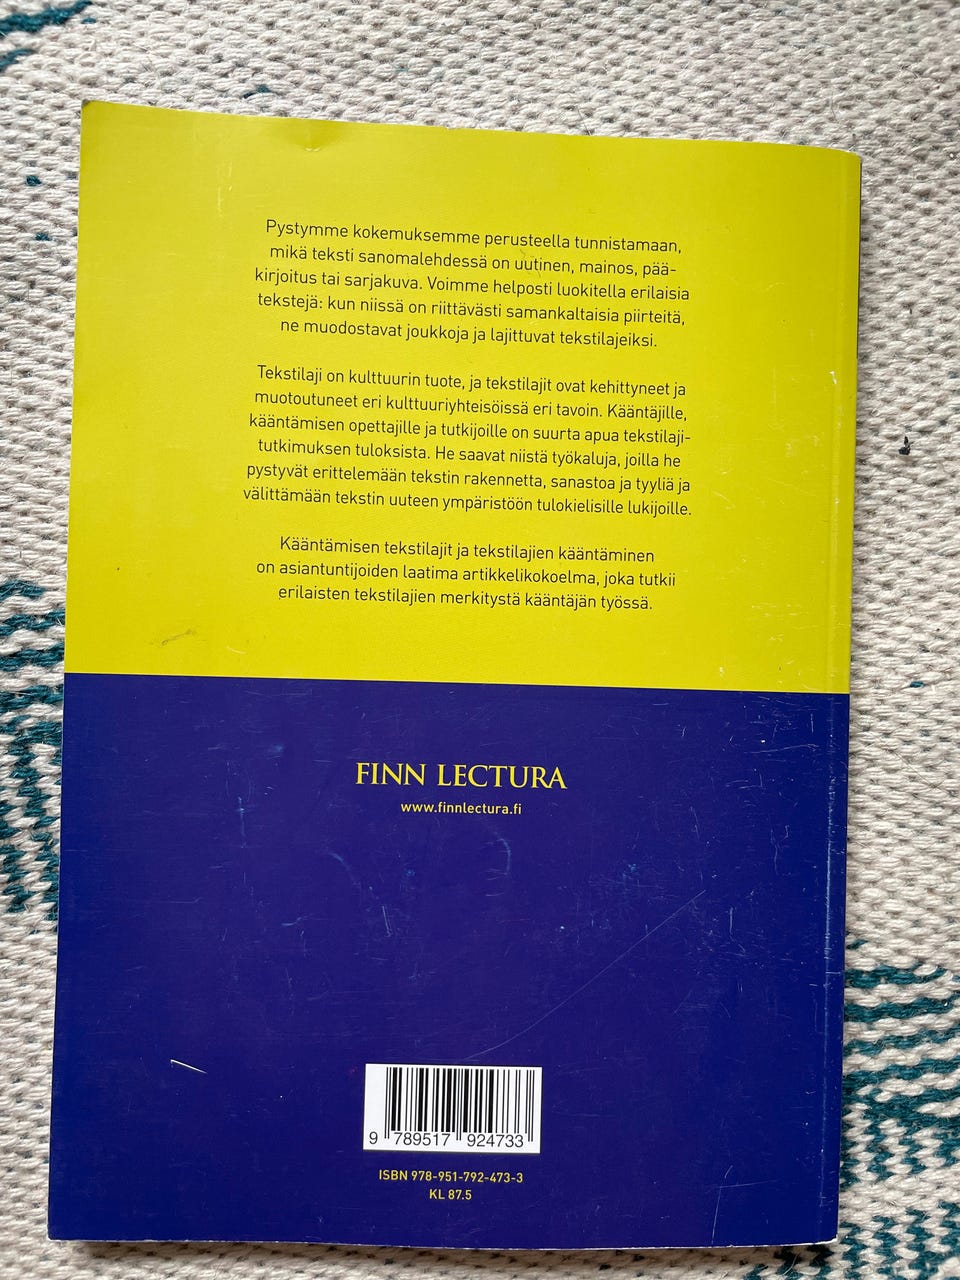 Pystymme kokemuksemme perusteella tunnistamaan,
mikä teksti sanomalehdessä on uutinen, mainos, pää-
kirjoitus tai sarjakuva. Voimme helposti luokitella erilaisia
tekstejä: kun niissä on riittävästi samankaltaisia piirteitä,
ne muodostavat joukkoja ja lajittuvat tekstilajeiksi.
Tekstilaji on kulttuurin tuote, ja tekstilajit ovat kehittyneet ja
muotoutuneet eri kulttuuriyhteisöissä eri tavoin. Kääntäjille,
kääntämisen opettajille ja tutkijoille on suurta apua tekstilaji-
tutkimuksen tuloksista. He saavat niistä työkaluja, joilla he
pystyvät erittelemään tekstin rakennetta, sanastoa ja tyyliä ja
välittämään tekstin uuteen ympäristöön tulokielisille lukijoille.
Kääntämisen tekstilajit ja tekstilajien kääntäminen
on asiantuntijoiden laatima artikkelikokoelma, joka tutkii
erilaisten tekstilajien merkitystä kääntäjän työssä.
FINN LECTURA
www.finnlectura.fi
9 789517 924733
ISBN 978-951-792-473-3
KL 87.5